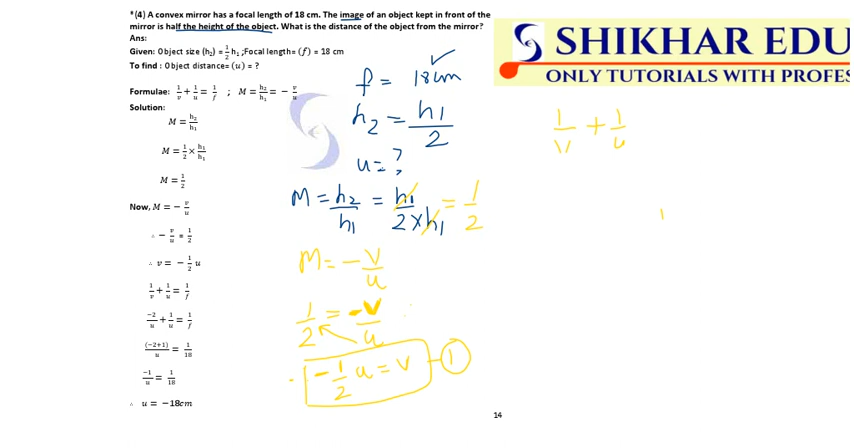 *(4) A convex mirror has a focal length of 18 cm. The image of an object kept in front of the
mirror is half the height of the object. What is the distance of the object from the mirror?
Ans:
Given: Object size (h₂) = 1/2 h₁ ;Focal length= (f) = 18 cm
To find : Object distance= (u) = ?
Formulae: 1/v + 1/u = 1/f ; M = h₂/h₁ = − v/u
Solution:
M = h₂/h₁
M = 1/2 × h₁/h₁
M = 1/2
Now, M = − v/u
∴ − v/u = 1/2
∴ v = − 1/2 u
1/v + 1/u = 1/f
−2/u + 1/u = 1/f
(−2+1)/u = 1/18
−1/u = 1/18
∴ u = −18cm
f = 18cm ✓
h₂ = h1/2
u = ?
M = h₂/h1 = h1/2×h1 = 1/2
M = − v/u
1/2 = −v/u
− 1/2 u = v ①
SHIKHAR EDU
ONLY TUTORIALS WITH PROFES
1/v + 1/u
14